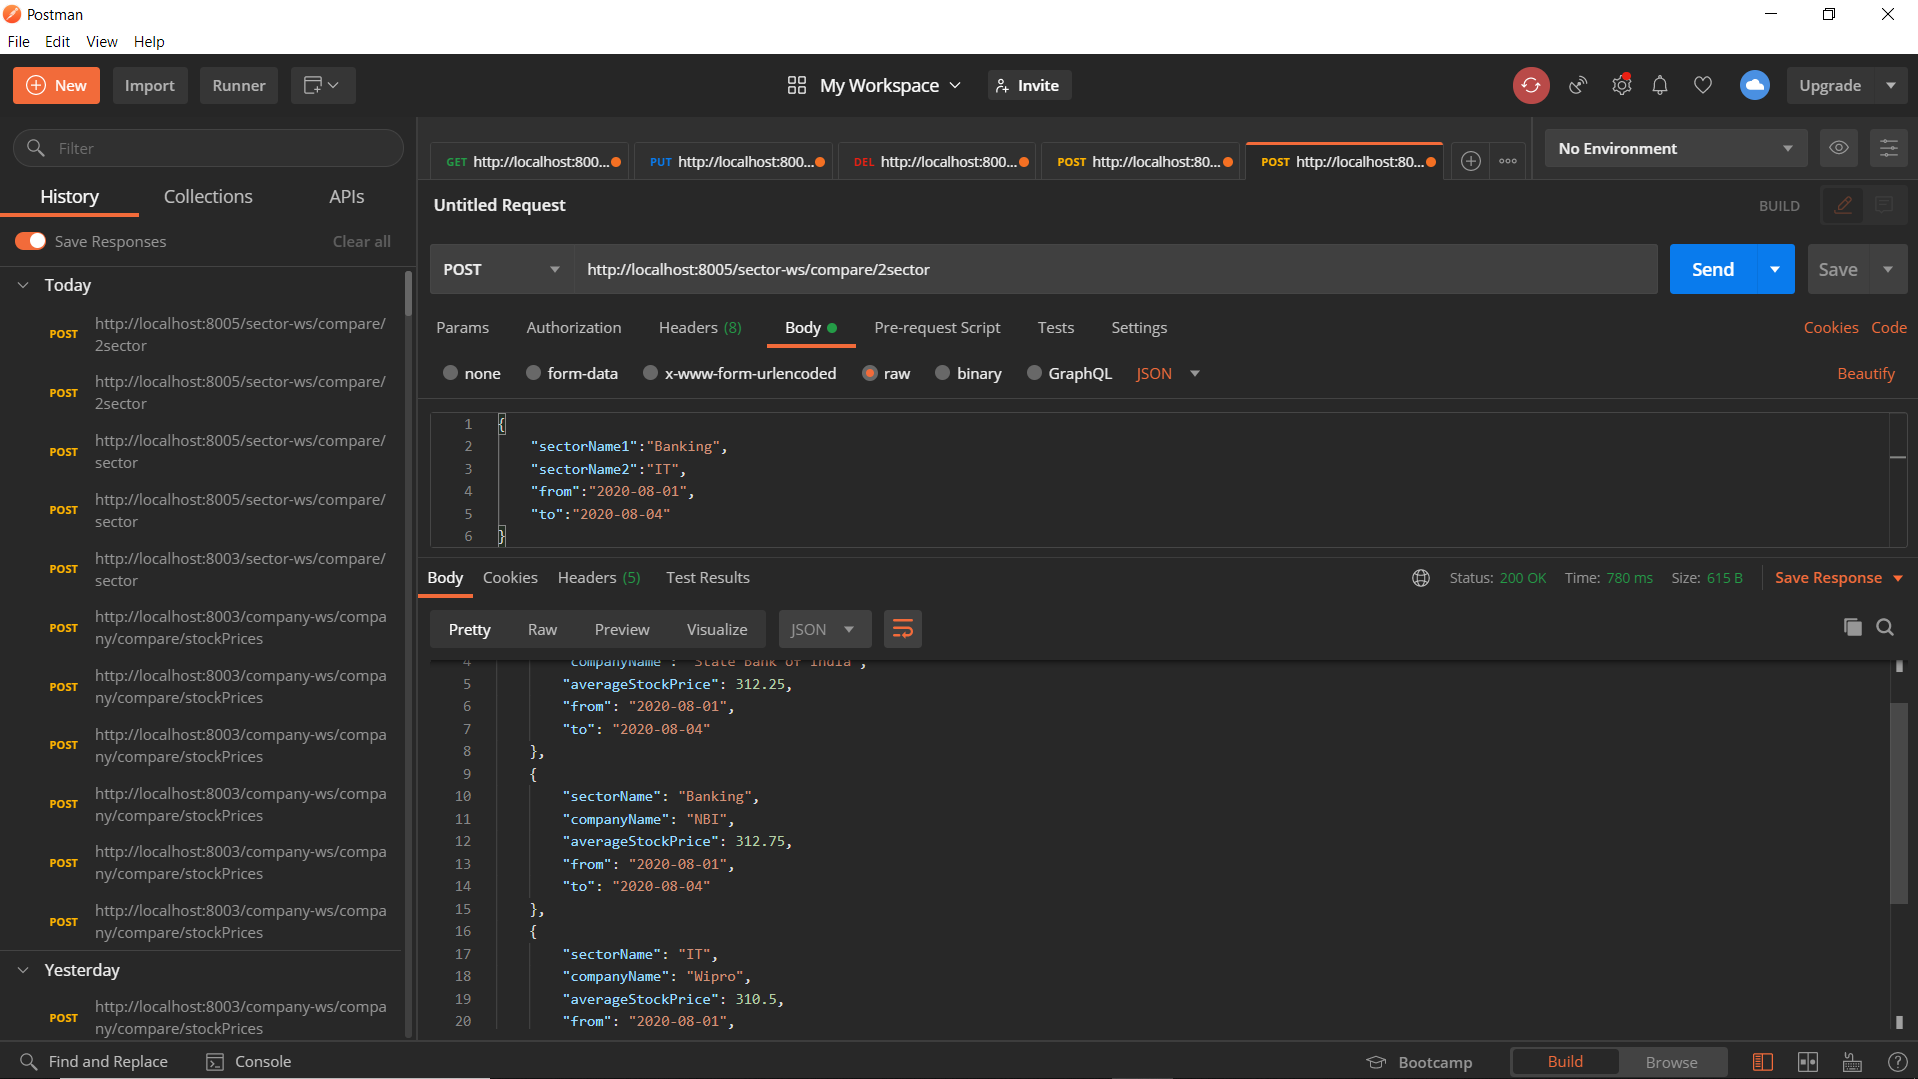 Postman
File Edit View Help
New Import Runner
My Workspace Invite
Upgrade
Filter
History Collections APIs
Save Responses Clear all
Today
POST http://localhost:8005/sector-ws/compare/
2sector
POST http://localhost:8005/sector-ws/compare/
2sector
POST http://localhost:8005/sector-ws/compare/
sector
POST http://localhost:8005/sector-ws/compare/
sector
POST http://localhost:8003/sector-ws/compare/
sector
POST http://localhost:8003/company-ws/compa
ny/compare/stockPrices
POST http://localhost:8003/company-ws/compa
ny/compare/stockPrices
POST http://localhost:8003/company-ws/compa
ny/compare/stockPrices
POST http://localhost:8003/company-ws/compa
ny/compare/stockPrices
POST http://localhost:8003/company-ws/compa
ny/compare/stockPrices
POST http://localhost:8003/company-ws/compa
ny/compare/stockPrices
Yesterday
POST http://localhost:8003/company-ws/compa
ny/compare/stockPrices
GET http://localhost:800... PUT http://localhost:800... DEL http://localhost:800... POST http://localhost:80... POST http://localhost:80...
No Environment
Untitled Request BUILD
POST http://localhost:8005/sector-ws/compare/2sector Send Save
Params Authorization Headers (8) Body Pre-request Script Tests Settings Cookies Code
none form-data x-www-form-urlencoded raw binary GraphQL JSON Beautify
1 {
2 "sectorName1":"Banking",
3 "sectorName2":"IT",
4 "from":"2020-08-01",
5 "to":"2020-08-04"
6 }
Body Cookies Headers (5) Test Results Status: 200 OK Time: 780 ms Size: 615 B Save Response
Pretty Raw Preview Visualize JSON
4 "companyName": "State Bank of India",
5 "averageStockPrice": 312.25,
6 "from": "2020-08-01",
7 "to": "2020-08-04"
8 },
9 {
10 "sectorName": "Banking",
11 "companyName": "NBI",
12 "averageStockPrice": 312.75,
13 "from": "2020-08-01",
14 "to": "2020-08-04"
15 },
16 {
17 "sectorName": "IT",
18 "companyName": "Wipro",
19 "averageStockPrice": 310.5,
20 "from": "2020-08-01",
Find and Replace Console Bootcamp Build Browse